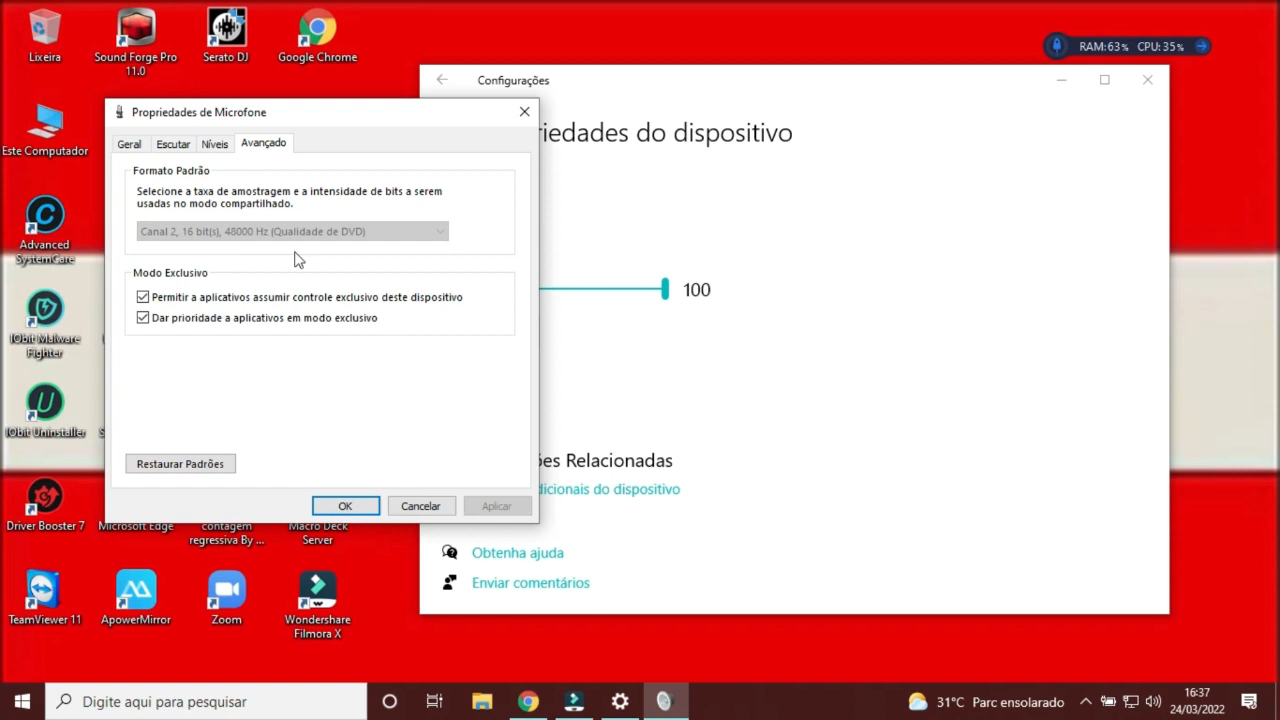 Lixeira
Sound Forge Pro
11.0
Serato DJ
Google Chrome
RAM:63% CPU:35%
Configurações
Propriedades de Microfone
riedades do dispositivo
Este Computador
Geral Escutar Níveis Avançado
Formato Padrão
Selecione a taxa de amostragem e a intensidade de bits a serem
usadas no modo compartilhado.
Canal 2, 16 bit(s), 48000 Hz (Qualidade de DVD)
Advanced
SystemCare
Modo Exclusivo
Permitir a aplicativos assumir controle exclusivo deste dispositivo
Dar prioridade a aplicativos em modo exclusivo
100
IObit Malware
Fighter
IObit Uninstaller
Restaurar Padrões
ões Relacionadas
dicionais do dispositivo
OK Cancelar Aplicar
Driver Booster 7
Microsoft Edge
contagem
regressiva By ...
Macro Deck
Server
Obtenha ajuda
Enviar comentários
TeamViewer 11
ApowerMirror
Zoom
Wondershare
Filmora X
Digite aqui para pesquisar
31°C Parc ensolarado
16:37
24/03/2022